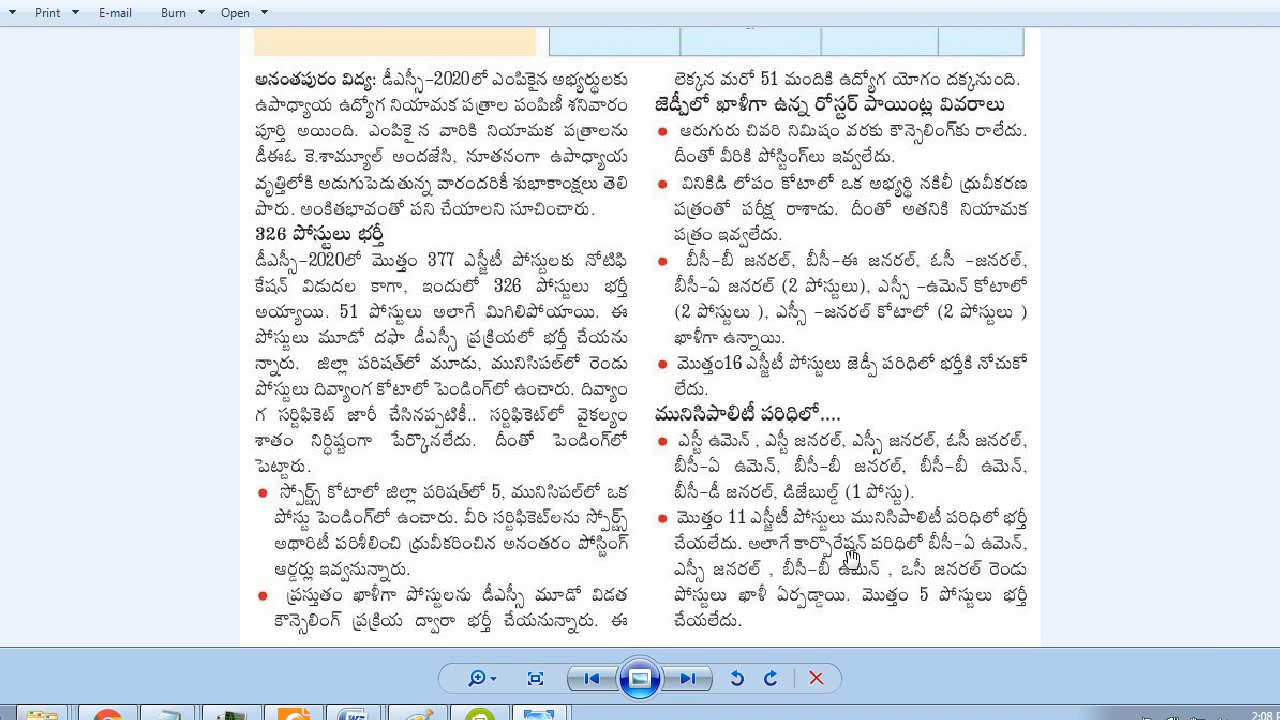 Print
E-mail
Burn
Open
అనంతపురం విద్య: డీఎస్సీ-2020లో ఎంపికైన అభ్యర్థులకు
ఉపాధ్యాయ ఉద్యోగ నియామక పత్రాల పంపిణీ శనివారం
పూర్తి అయింది. ఎంపికై న వారికి నియామక పత్రాలను
డీఈఓ కె.శామ్యూల్ అందజేసి, నూతనంగా ఉపాధ్యాయ
వృత్తిలోకి అడుగుపెడుతున్న వారందరికీ శుభాకాంక్షలు తెలి
పారు. అంకితభావంతో పని చేయాలని సూచించారు.
326 పోస్టులు భర్తీ
డీఎస్సీ-2020లో మొత్తం 377 ఎస్జీటీ పోస్టులకు నోటిఫి
కేషన్ విడుదల కాగా, ఇందులో 326 పోస్టులు భర్తీ
అయ్యాయి. 51 పోస్టులు అలాగే మిగిలిపోయాయి. ఈ
పోస్టులు మూడో దఫా డీఎస్సీ ప్రక్రియలో భర్తీ చేయను
న్నారు. జిల్లా పరిషత్‌లో మూడు, మునిసిపల్‌లో రెండు
పోస్టులు దివ్యాంగ కోటాలో పెండింగ్‌లో ఉంచారు. దివ్యాం
గ సర్టిఫికెట్ జారీ చేసినప్పటికీ.. సర్టిఫికెట్‌లో వైకల్యం
శాతం నిర్ధిష్టంగా పేర్కొనలేదు. దీంతో పెండింగ్‌లో
పెట్టారు.
● స్పోర్ట్స్ కోటాలో జిల్లా పరిషత్‌లో 5, మునిసిపల్‌లో ఒక
పోస్టు పెండింగ్‌లో ఉంచారు. వీరి సర్టిఫికెట్‌లను స్పోర్ట్స్
అథారిటీ పరిశీలించి ధ్రువీకరించిన అనంతరం పోస్టింగ్
ఆర్డర్లు ఇవ్వనున్నారు.
● ప్రస్తుతం ఖాళీగా పోస్టులను డీఎస్సీ మూడో విడత
కౌన్సెలింగ్ ప్రక్రియ ద్వారా భర్తీ చేయనున్నారు. ఈ
లెక్కన మరో 51 మందికి ఉద్యోగ యోగం దక్కనుంది.
జెడ్పీలో ఖాళీగా ఉన్న రోస్టర్ పాయింట్ల వివరాలు
● ఆరుగురు చివరి నిమిషం వరకు కౌన్సెలింగ్‌కు రాలేదు.
దీంతో వీరికి పోస్టింగ్‌లు ఇవ్వలేదు.
● వినికిడి లోపం కోటాలో ఒక అభ్యర్థి నకిలీ ధ్రువీకరణ
పత్రంతో పరీక్ష రాశాడు. దీంతో అతనికి నియామక
పత్రం ఇవ్వలేదు.
● బీసీ-బీ జనరల్, బీసీ-ఈ జనరల్, ఓసీ -జనరల్,
బీసీ-ఏ జనరల్ (2 పోస్టులు), ఎస్సీ -ఉమెన్ కోటాలో
(2 పోస్టులు ), ఎస్సీ -జనరల్ కోటాలో (2 పోస్టులు )
ఖాళీగా ఉన్నాయి.
● మొత్తం16 ఎస్జీటీ పోస్టులు జెడ్పీ పరిధిలో భర్తీకి నోచుకో
లేదు.
మునిసిపాలిటీ పరిధిలో....
● ఎస్టీ ఉమెన్ , ఎస్టీ జనరల్, ఎస్సీ జనరల్, ఓసీ జనరల్,
బీసీ-ఏ ఉమెన్, బీసీ-బీ జనరల్, బీసీ-బీ ఉమెన్,
బీసీ-డీ జనరల్, డిజేబుల్డ్ (1 పోస్టు).
● మొత్తం 11 ఎస్జీటీ పోస్టులు మునిసిపాలిటీ పరిధిలో భర్తీ
చేయలేదు. అలాగే కార్పొరేషన్ పరిధిలో బీసీ-ఏ ఉమెన్,
ఎస్సీ జనరల్ , బీసీ-బీ ఉమెన్ , ఒసీ జనరల్ రెండు
పోస్టులు ఖాళీ ఏర్పడ్డాయి. మొత్తం 5 పోస్టులు భర్తీ
చేయలేదు.